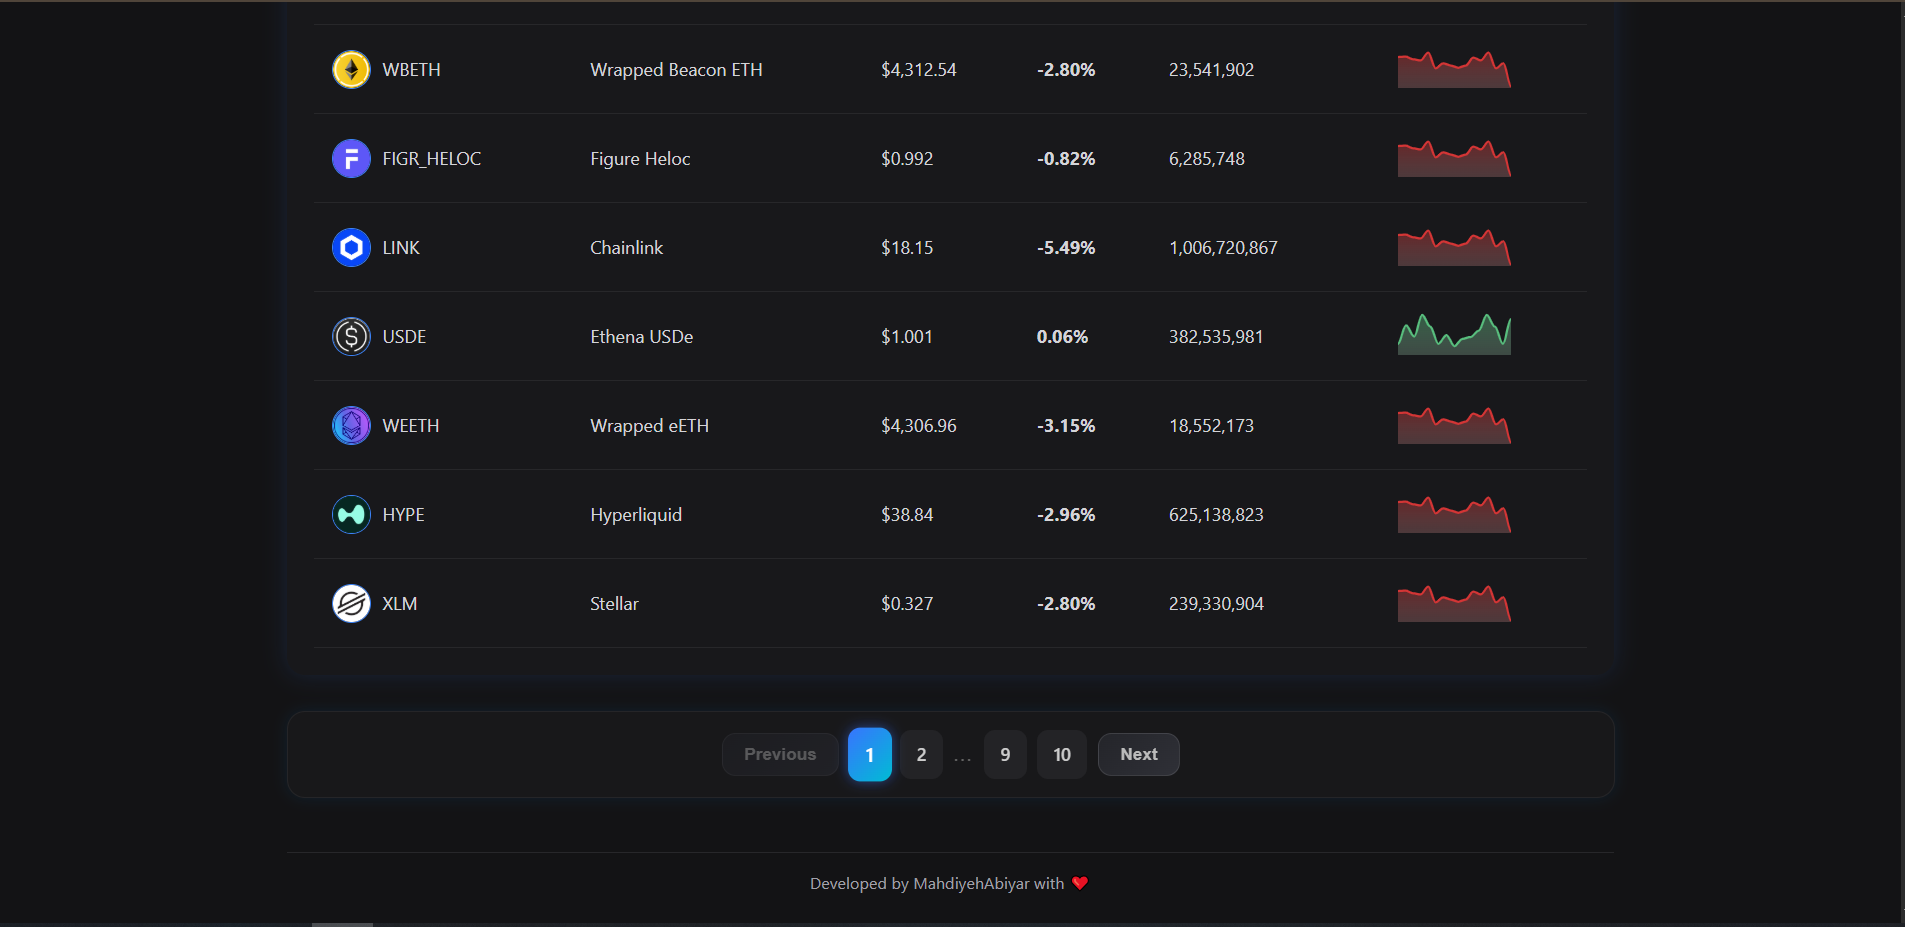 WBETH Wrapped Beacon ETH $4,312.54 -2.80% 23,541,902
FIGR_HELOC Figure Heloc $0.992 -0.82% 6,285,748
LINK Chainlink $18.15 -5.49% 1,006,720,867
USDE Ethena USDe $1.001 0.06% 382,535,981
WEETH Wrapped eETH $4,306.96 -3.15% 18,552,173
HYPE Hyperliquid $38.84 -2.96% 625,138,823
XLM Stellar $0.327 -2.80% 239,330,904
Previous 1 2 ... 9 10 Next
Developed by MahdiyehAbiyar with ❤️